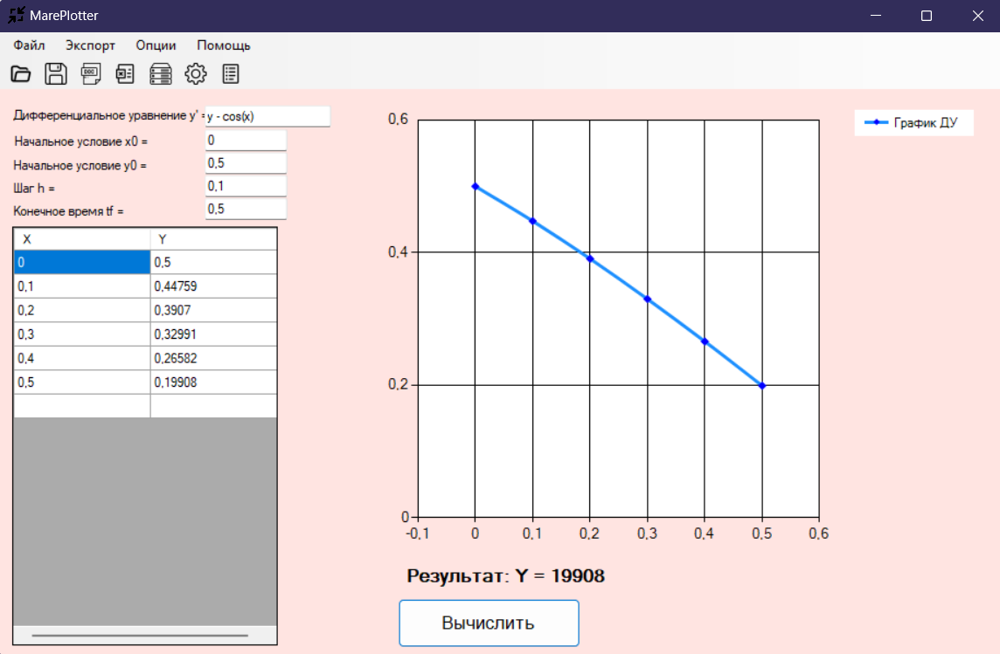 MarePlotter
Файл Экспорт Опции Помощь
DOC
Дифференциальное уравнение y' = y - cos(x)
Начальное условие x0 = 0
Начальное условие y0 = 0,5
Шаг h = 0,1
Конечное время tf = 0,5
X Y
0 0,5
0,1 0,44759
0,2 0,3907
0,3 0,32991
0,4 0,26582
0,5 0,19908
0,6
0,4
0,2
0
-0,1 0 0,1 0,2 0,3 0,4 0,5 0,6
График ДУ
Результат: Y = 19908
Вычислить